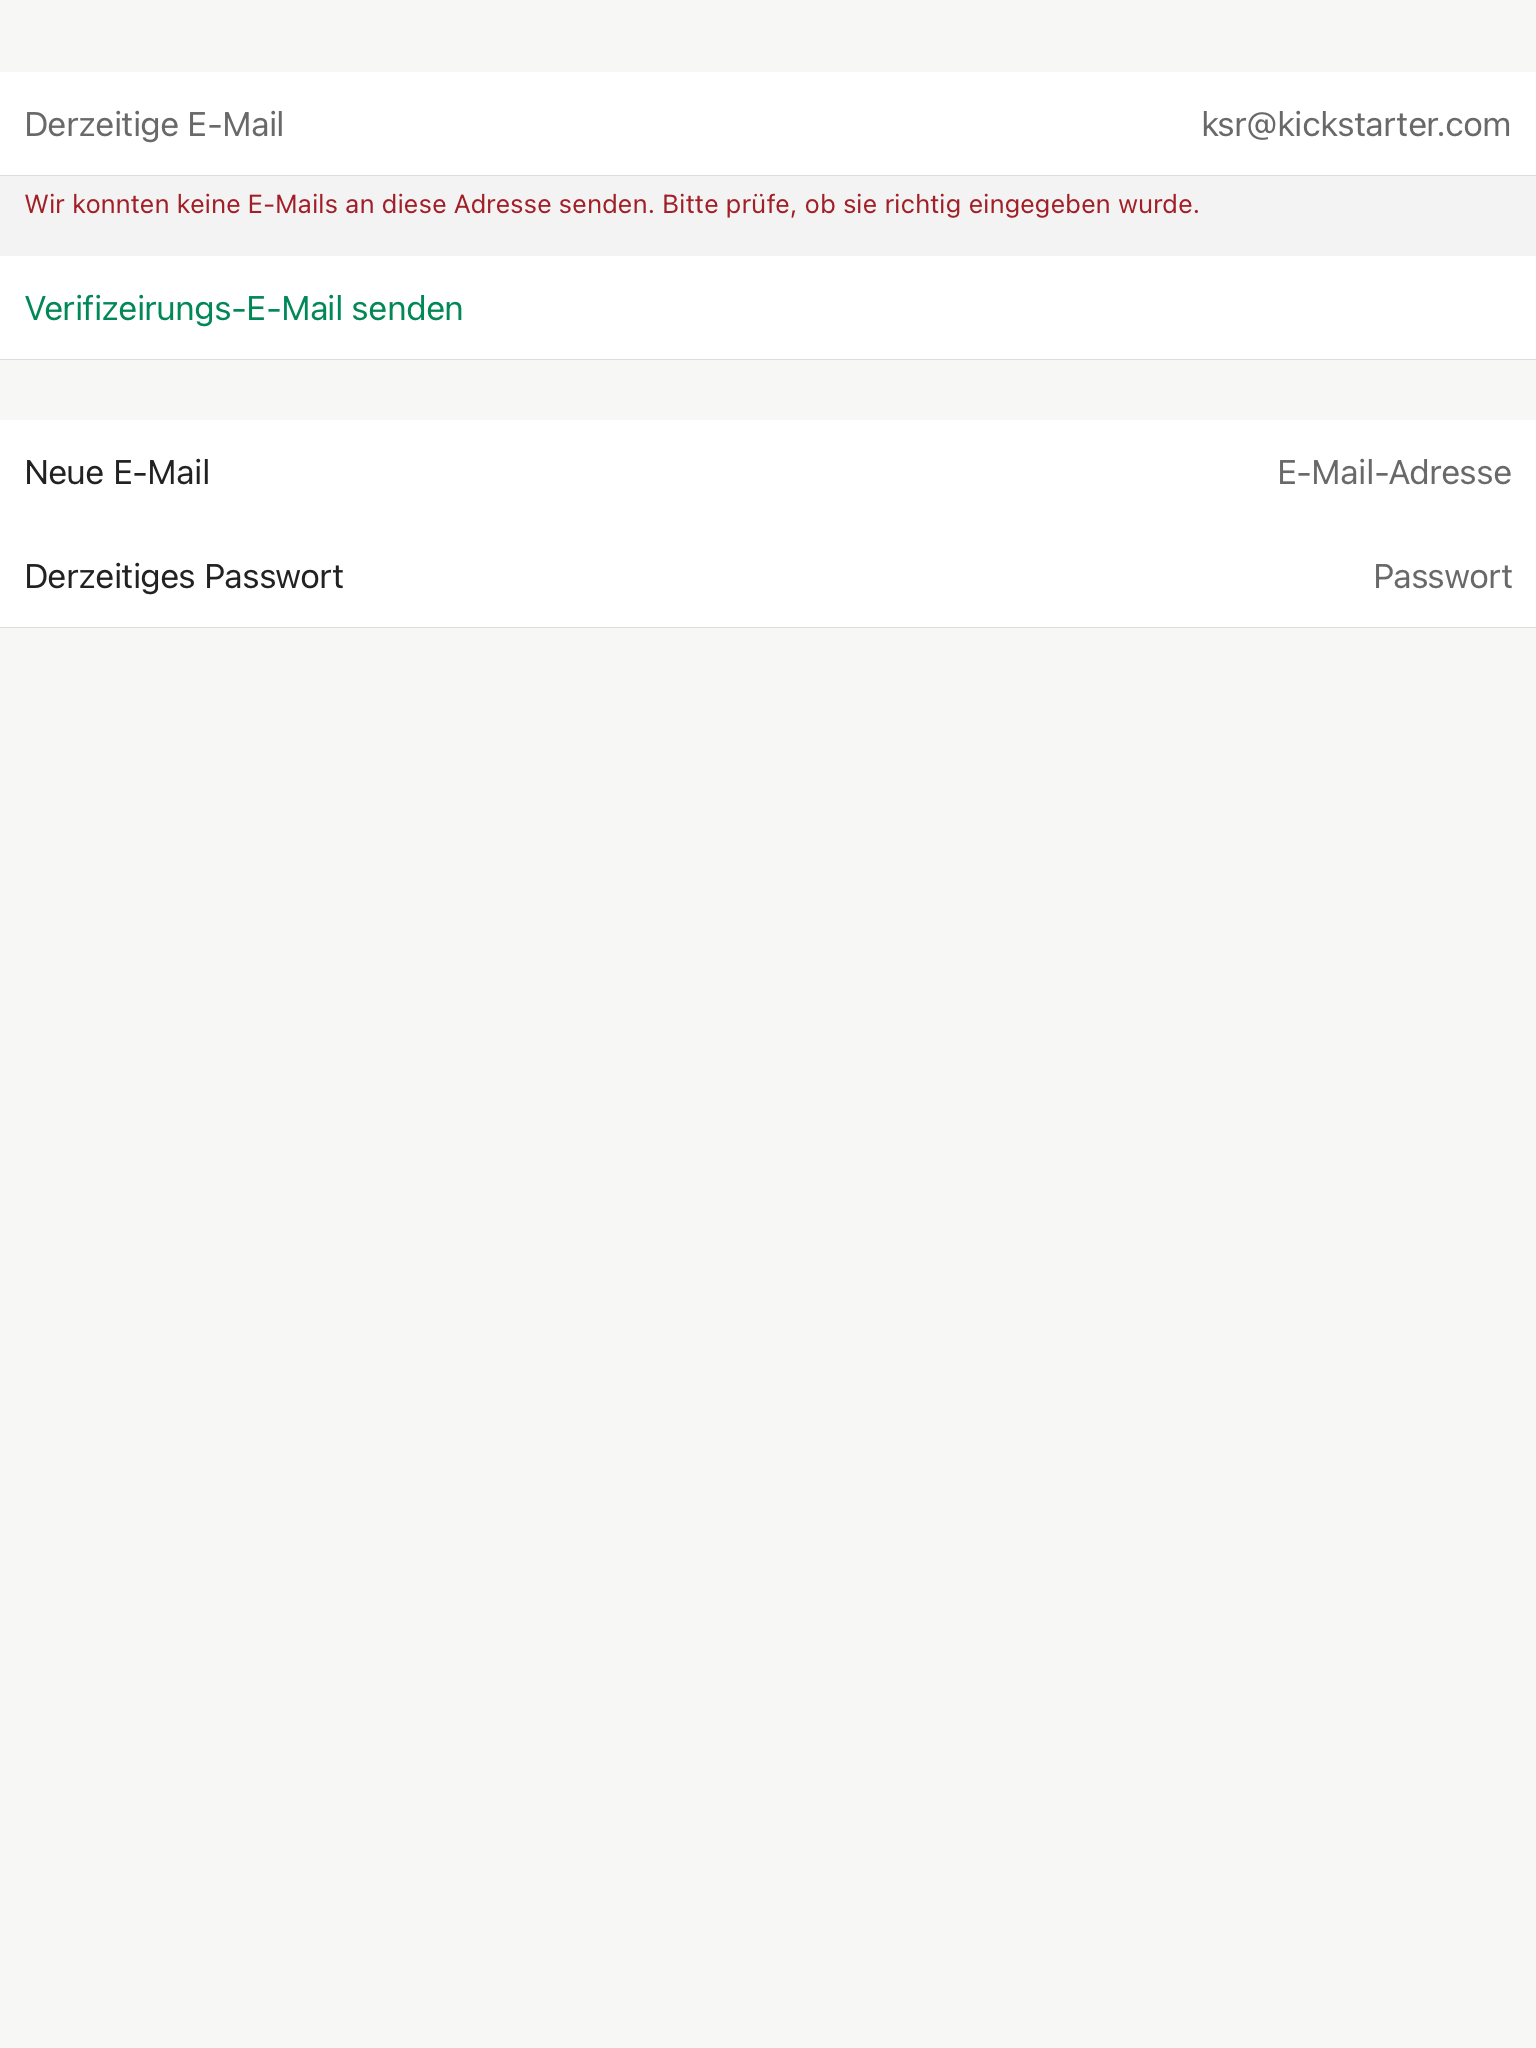 Derzeitige E-Mail ksr@kickstarter.com
Wir konnten keine E-Mails an diese Adresse senden. Bitte prüfe, ob sie richtig eingegeben wurde.
Verifizeirungs-E-Mail senden
Neue E-Mail E-Mail-Adresse
Derzeitiges Passwort Passwort